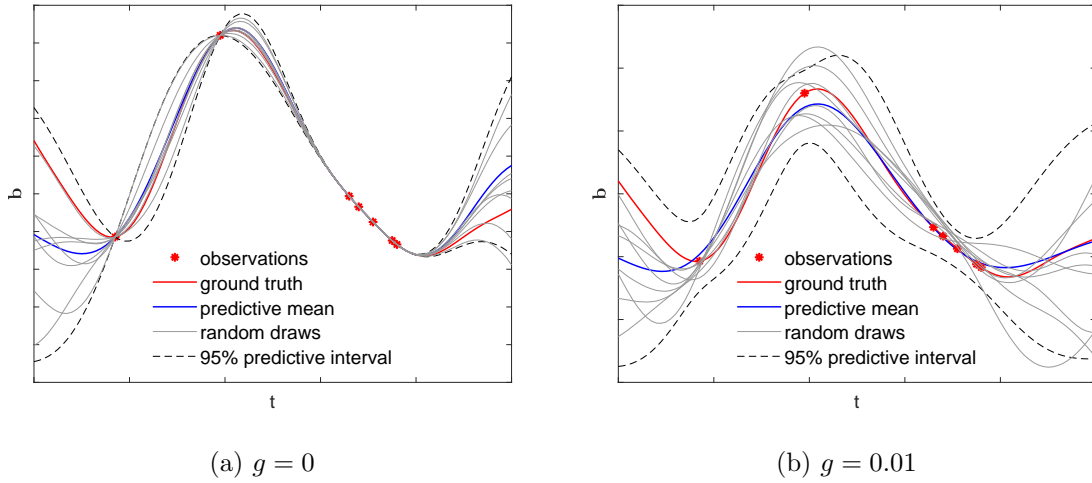 b
observations
ground truth
predictive mean
random draws
95% predictive interval
t
(a) g = 0
b
observations
ground truth
predictive mean
random draws
95% predictive interval
t
(b) g = 0.01